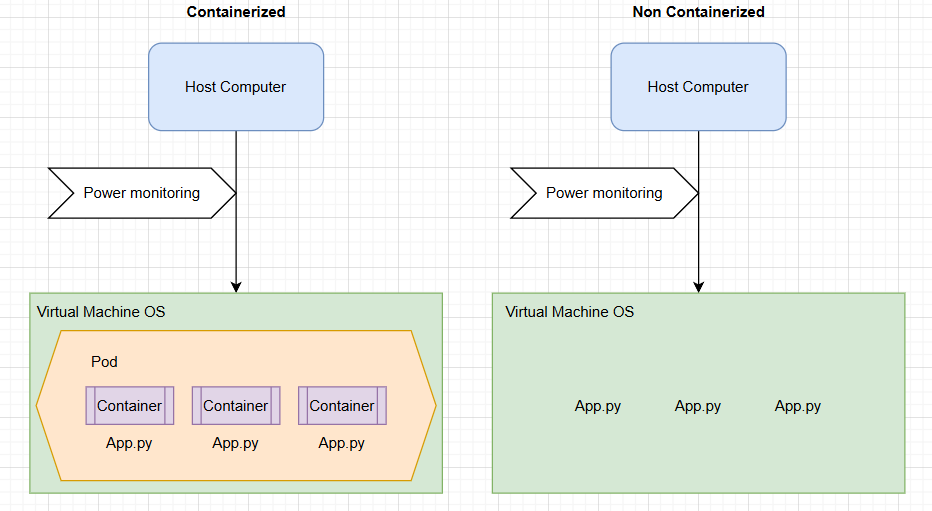 Containerized
Non Containerized
Host Computer
Host Computer
Power monitoring
Power monitoring
Virtual Machine OS
Virtual Machine OS
Pod
Container
Container
Container
App.py
App.py
App.py
App.py
App.py
App.py